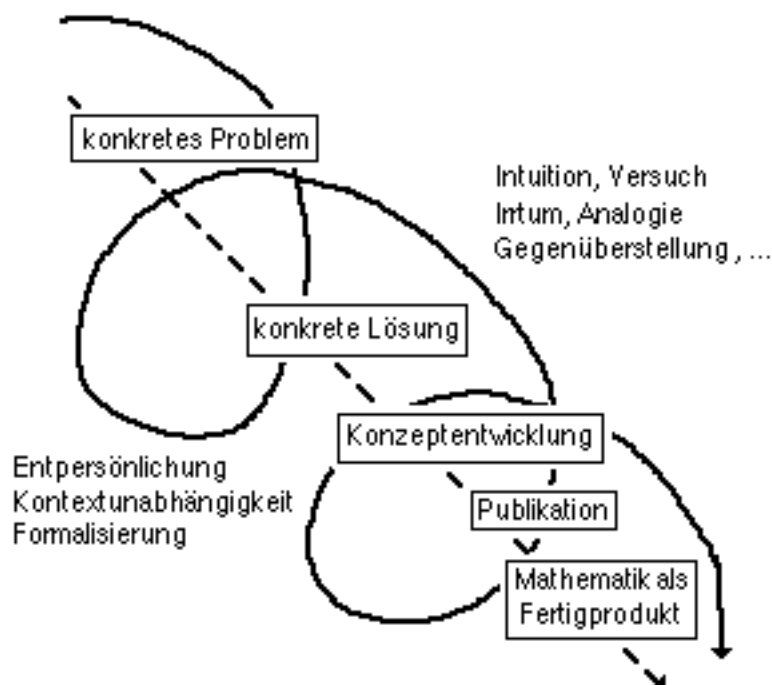 konkretes Problem
Intuition, Versuch
Irrtum, Analogie
Gegenüberstellung , ...
konkrete Lösung
Konzeptentwicklung
Entpersönlichung
Kontextunabhängigkeit
Formalisierung
Publikation
Mathematik als
Fertigprodukt